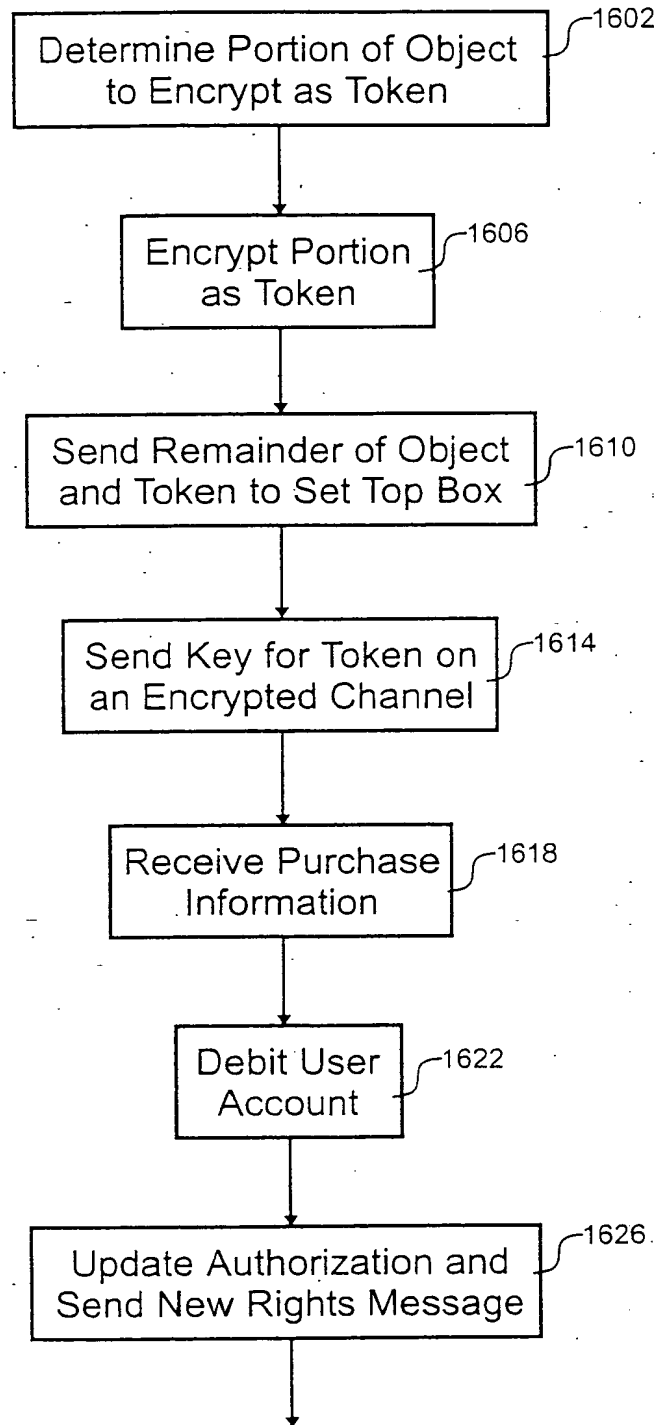 Determine Portion of Object
to Encrypt as Token
1602
Encrypt Portion
as Token
1606
Send Remainder of Object
and Token to Set Top Box
1610
Send Key for Token on
an Encrypted Channel
1614
Receive Purchase
Information
1618
Debit User
Account
1622
Update Authorization and
Send New Rights Message
1626